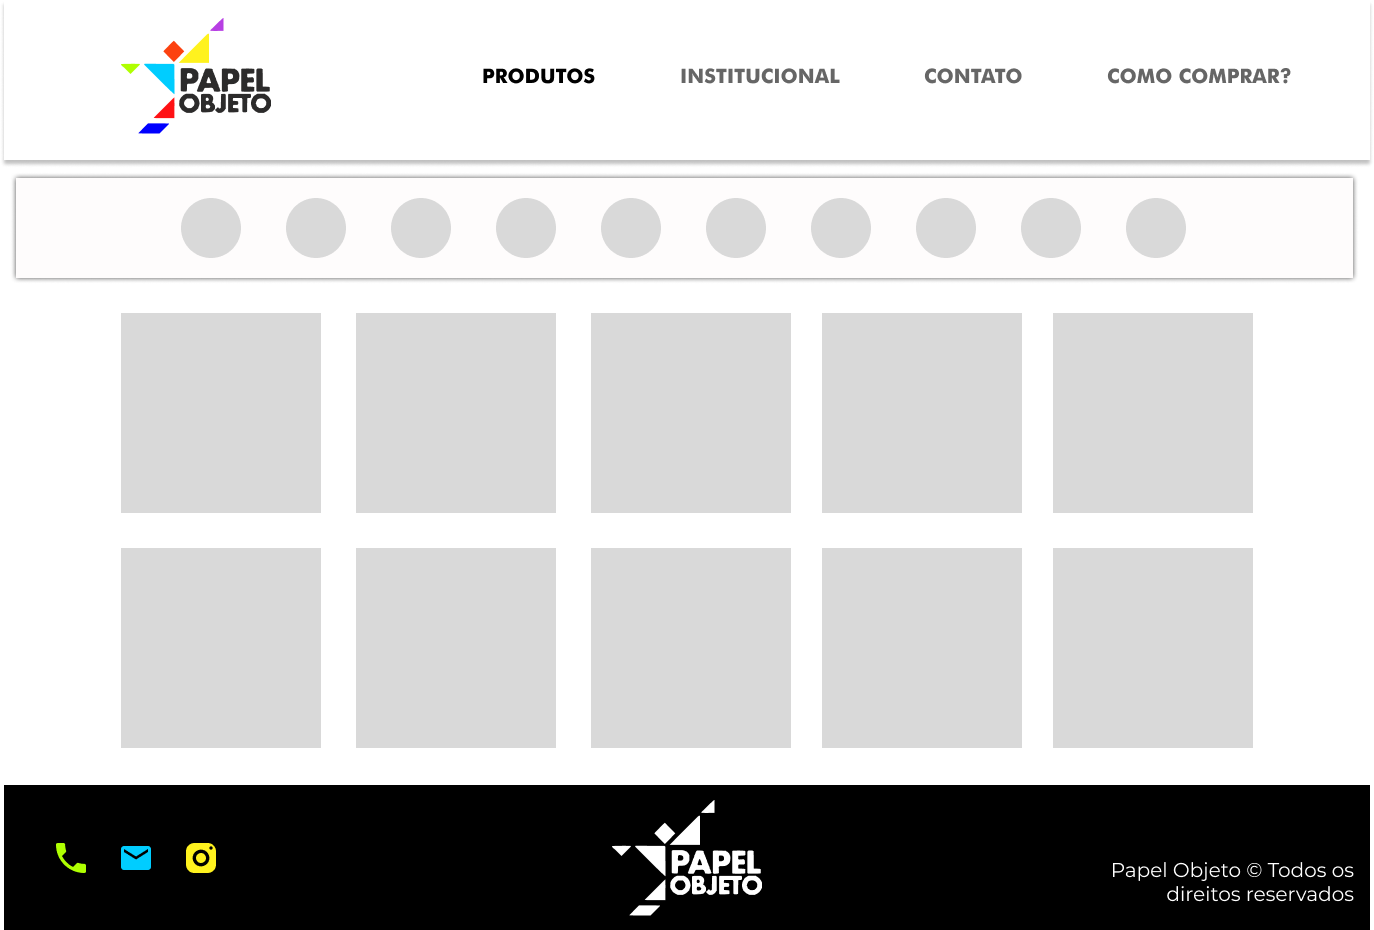 PAPEL
OBJETO
PRODUTOS
INSTITUCIONAL
CONTATO
COMO COMPRAR?
PAPEL
OBJETO
Papel Objeto © Todos os
direitos reservados